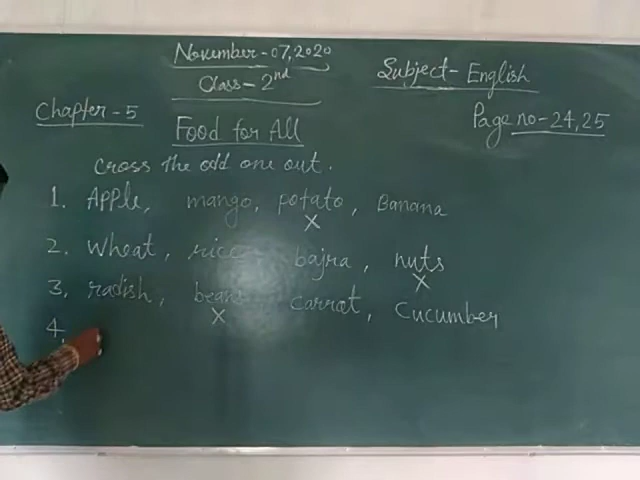 November-07,2020
Class-2nd
Subject-English
Chapter-5
Page no-24,25
Food for All
Cross the odd one out.
1. Apple, mango, potato, Banana
X
2. Wheat, rice bajra, nuts
X
3. radish, beans carrat, Cucumber
X
4.